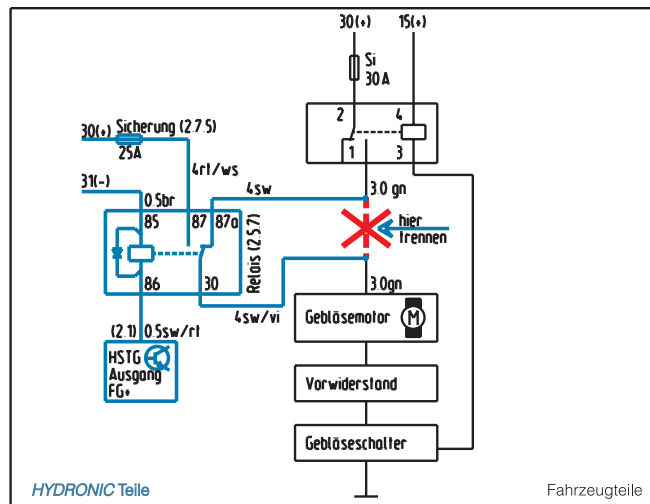 30(+)
15(+)
Si
30A
2
4
1
3
30(+)
Sicherung (2.7.5)
25A
4rt/ws
31(-)
0.5br
4sw
3.0 gn
85
87
87a
Relais (2.5.7)
hier
trennen
86
30
4sw/vi
3.0gn
(2.1)
0.5sw/rt
Gebläsemotor
M
HSTG
Ausgang
FG+
Vorwiderstand
Gebläseschalter
HYDRONIC Teile
Fahrzeugteile